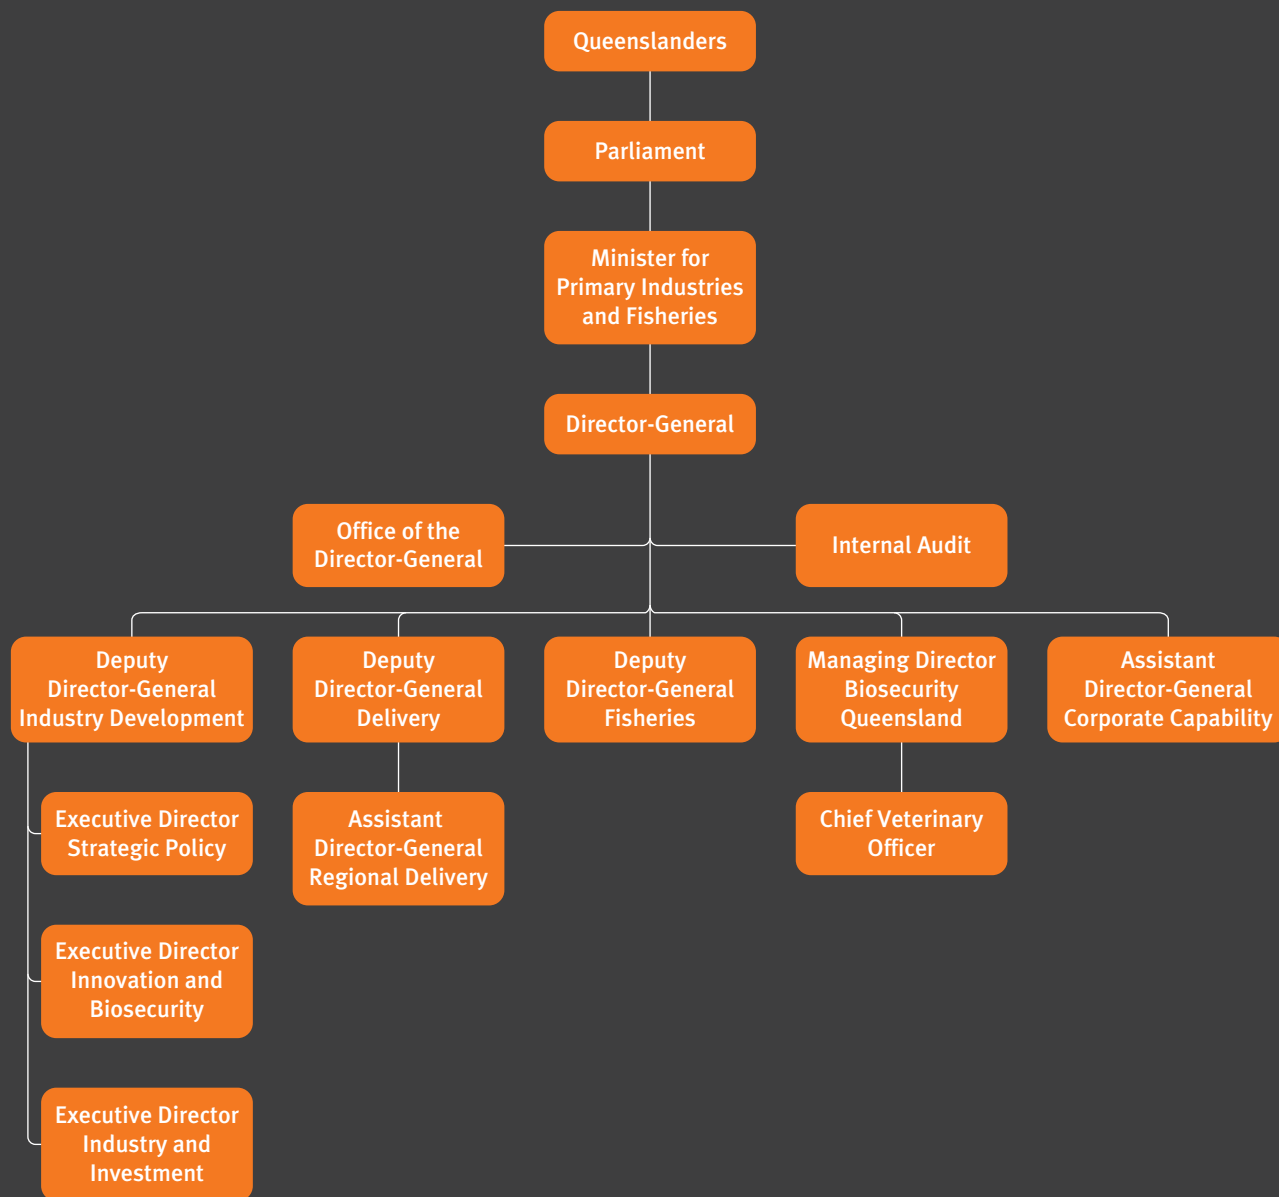 Queenslanders
Parliament
Minister for
Primary Industries
and Fisheries
Director-General
Office of the
Director-General
Internal Audit
Deputy
Director-General
Industry Development
Deputy
Director-General
Delivery
Deputy
Director-General
Fisheries
Managing Director
Biosecurity
Queensland
Assistant
Director-General
Corporate Capability
Executive Director
Strategic Policy
Assistant
Director-General
Regional Delivery
Chief Veterinary
Officer
Executive Director
Innovation and
Biosecurity
Executive Director
Industry and
Investment